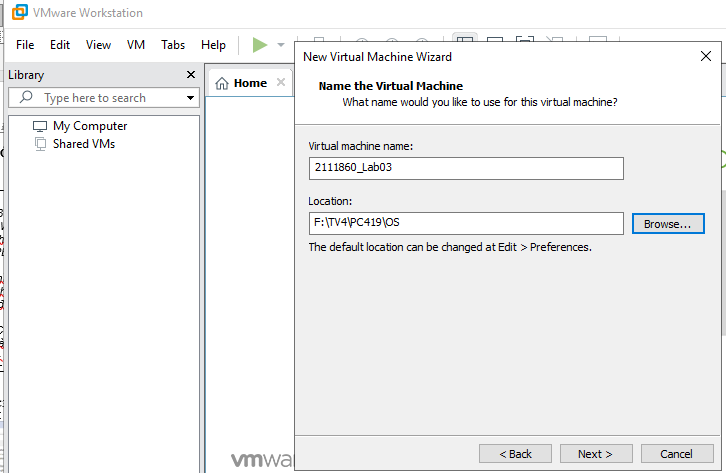 VMware Workstation
File Edit View VM Tabs Help
Library
Type here to search
My Computer
Shared VMs
Home
vmwar
New Virtual Machine Wizard
Name the Virtual Machine
What name would you like to use for this virtual machine?
Virtual machine name:
2111860_Lab03
Location:
F:\TV4\PC419\OS
Browse...
The default location can be changed at Edit > Preferences.
< Back Next > Cancel